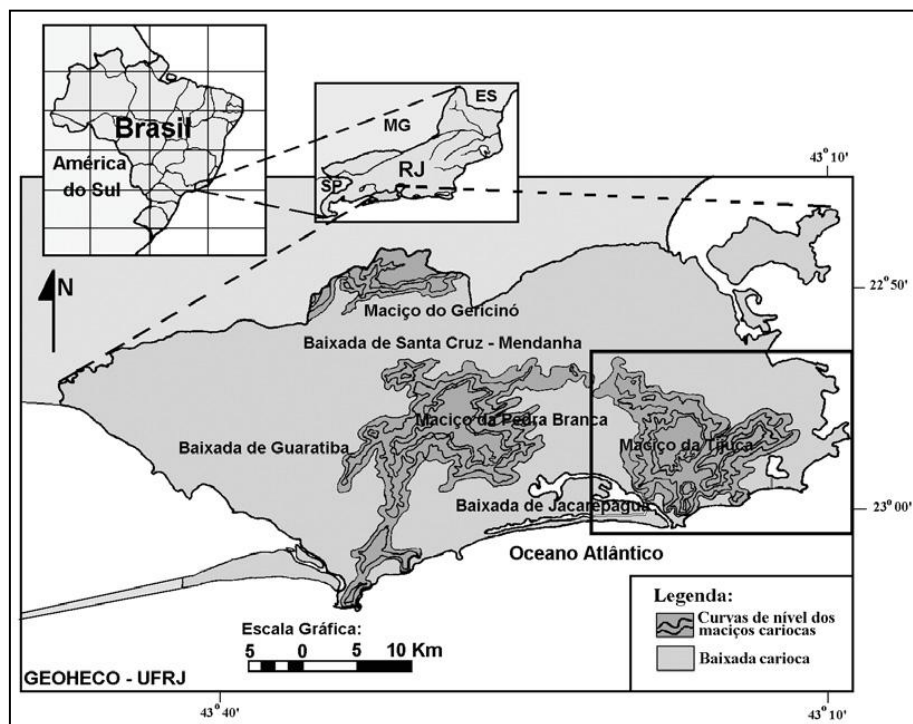 Brasil
América
do Sul
MG
ES
RJ
SP
43° 10'
N
22° 50'
Maciço do Gericinó
Baixada de Santa Cruz - Mendanha
Maciço da Pedra Branca
Maciço da Tijuca
Baixada de Guaratiba
Baixada de Jacarepaguá
23° 00'
Oceano Atlântico
Legenda:
Curvas de nível dos
maciços cariocas
Baixada carioca
Escala Gráfica:
5 0 5 10 Km
GEOHECO - UFRJ
43° 40'
43° 10'